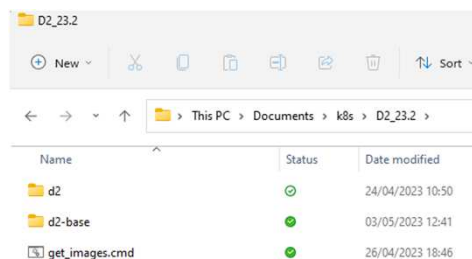 D2_23.2
New
Sort
This PC > Documents > k8s > D2_23.2 >
Name Status Date modified
d2 24/04/2023 10:50
d2-base 03/05/2023 12:41
get_images.cmd 26/04/2023 18:46